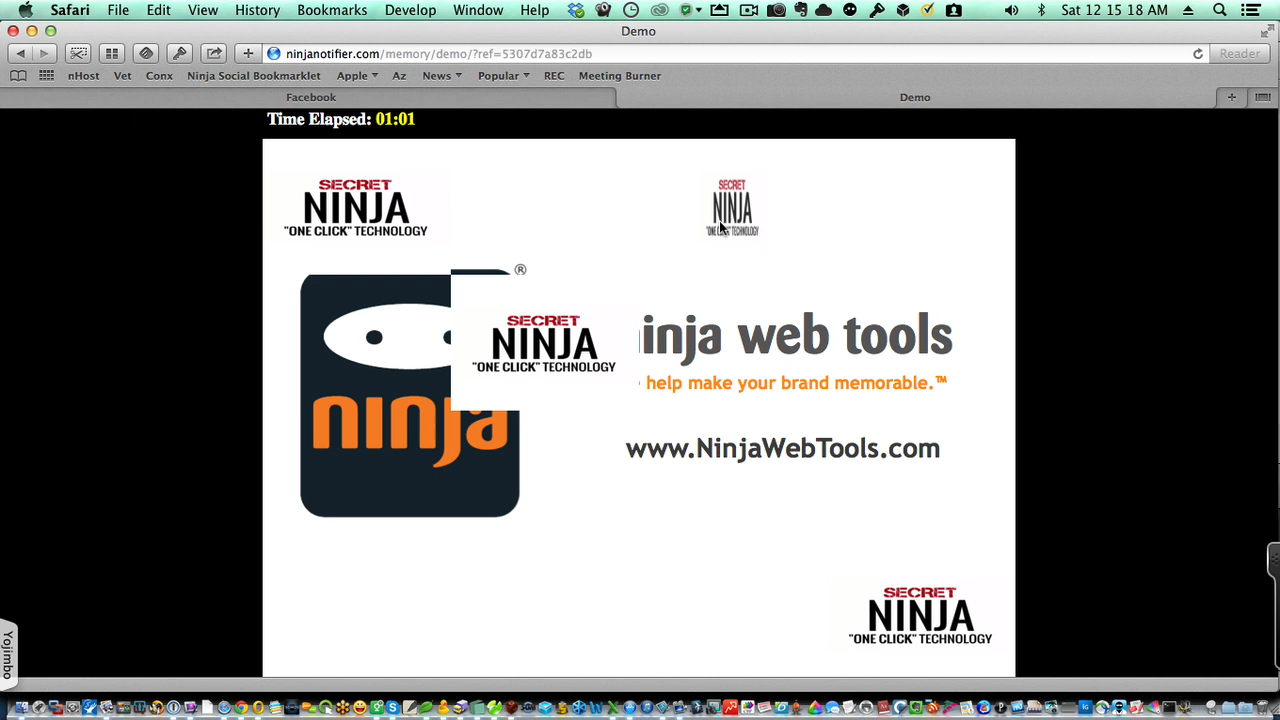 Safari File Edit View History Bookmarks Develop Window Help Sat 12 15 18 AM
Demo
ninjanotifier.com/memory/demo/?ref=5307d7a83c2db Reader
nHost Vet Conx Ninja Social Bookmarklet Apple Az News Popular REC Meeting Burner
Facebook Demo
Time Elapsed: 01:01
SECRET
NINJA
"ONE CLICK" TECHNOLOGY
SECRET
NINJA
"ONE CLICK" TECHNOLOGY
®
ninja
SECRET
NINJA
"ONE CLICK" TECHNOLOGY
inja web tools
help make your brand memorable.™
www.NinjaWebTools.com
SECRET
NINJA
"ONE CLICK" TECHNOLOGY
Yojimbo